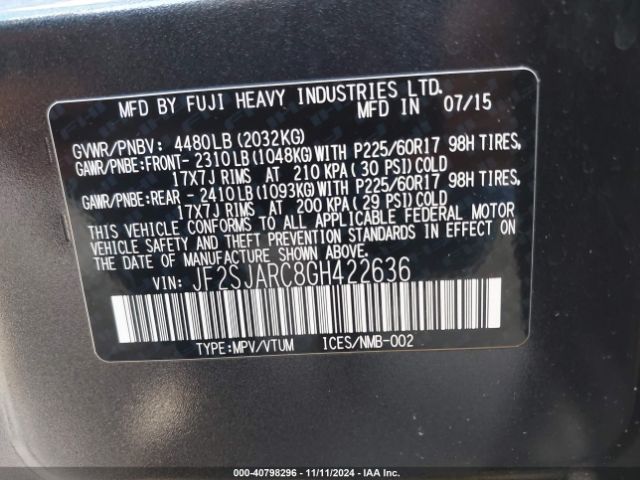 MFD BY FUJI HEAVY INDUSTRIES LTD.
MFD IN 07/15
GVWR/PNBV: 4480LB(2032KG)
GAWR/PNBE:FRONT- 2310LB(1048KG)WITH P225/60R17 98H TIRES,
17X7J RIMS AT 210 KPA(30 PSI)COLD
GAWR/PNBE:REAR - 2410LB(1093KG)WITH P225/60R17 98H TIRES,
17X7J RIMS AT 200 KPA(29 PSI)COLD
THIS VEHICLE CONFORMS TO ALL APPLICABLE FEDERAL MOTOR
VEHICLE SAFETY AND THEFT PREVENTION STANDARDS IN EFFECT ON
THE DATE OF MANUFACTURE SHOWN ABOVE.
VIN: JF2SJARC8GH422636
TYPE:MPV/VTUM ICES/NMB-002
000-40798296 - 11/11/2024 - IAA, Inc.